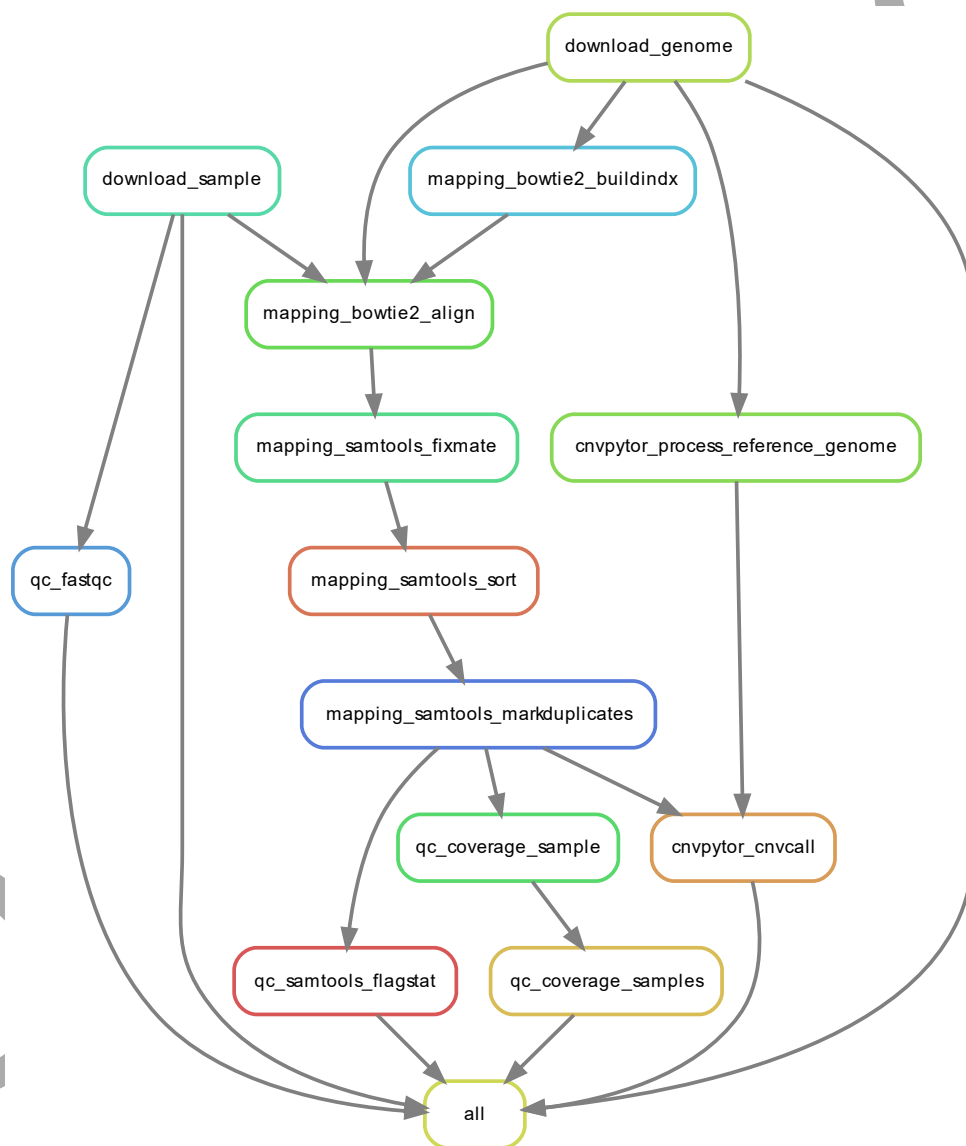 download_genome
download_sample
mapping_bowtie2_buildindx
mapping_bowtie2_align
mapping_samtools_fixmate
cnvpytor_process_reference_genome
qc_fastqc
mapping_samtools_sort
mapping_samtools_markduplicates
qc_coverage_sample
cnvpytor_cnvcall
qc_samtools_flagstat
qc_coverage_samples
all